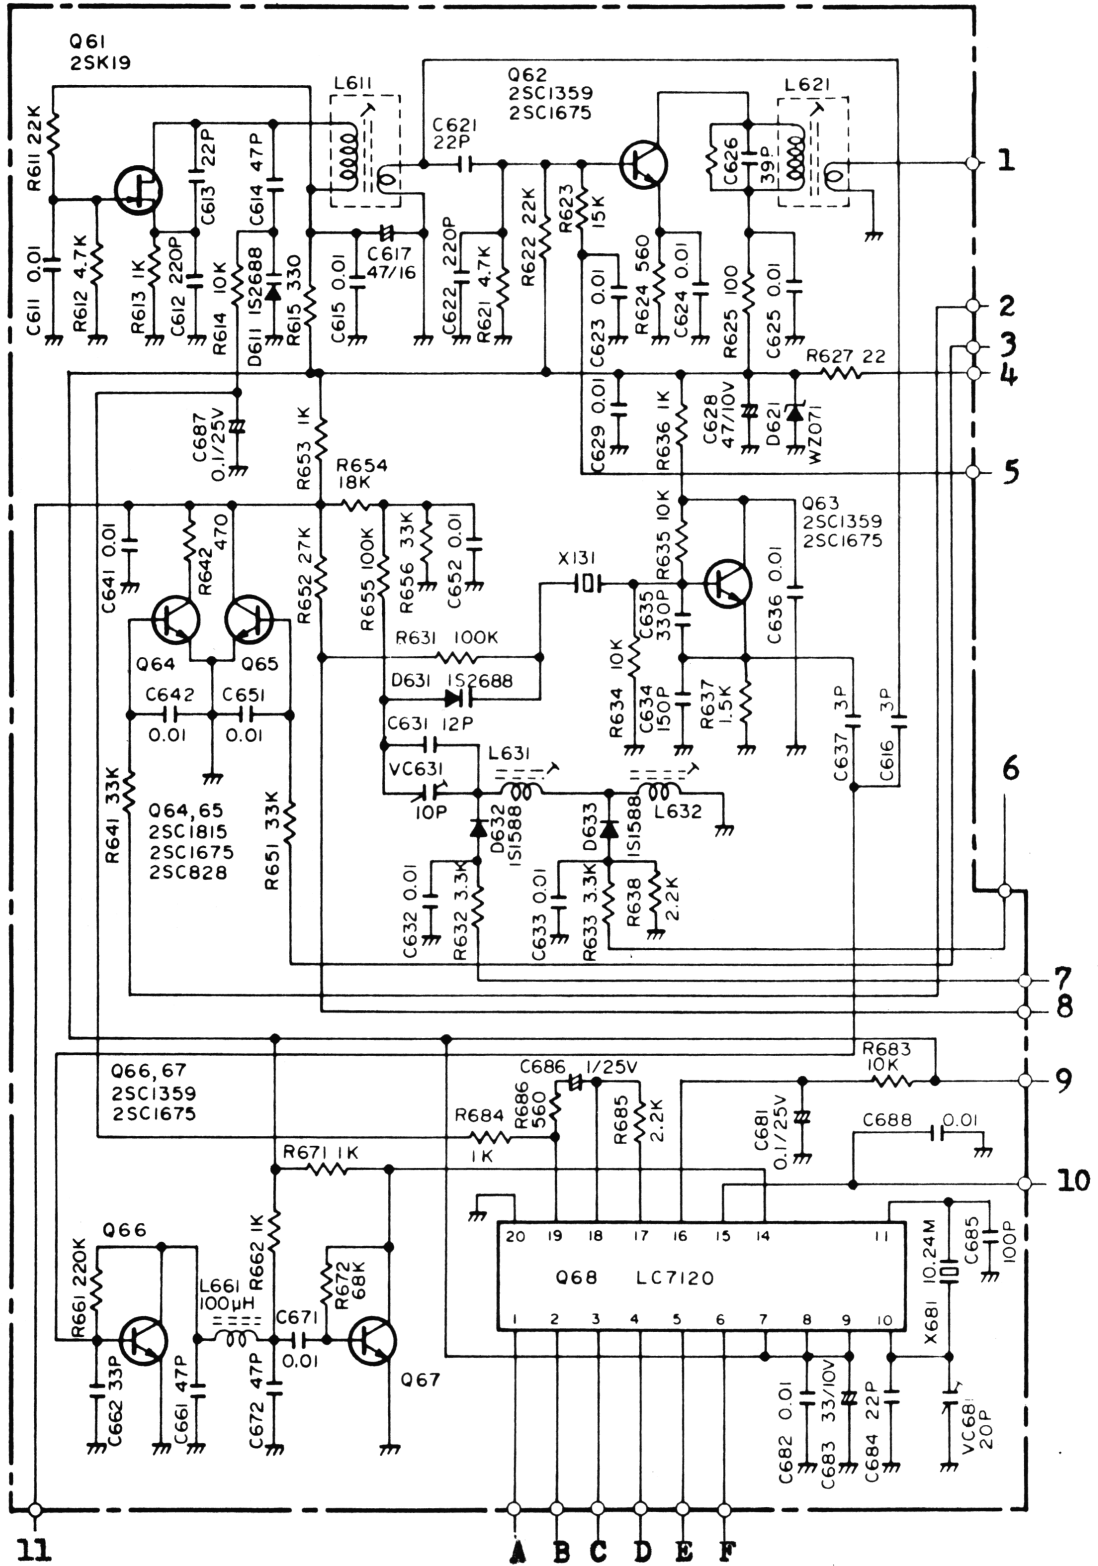 Q61
2SK19
L611
Q62
2SC1359
2SC1675
L621
R611 22K
C613 22P
C614 47P
C621
22P
C626
39P
1
C611 0.01
R612 4.7K
R613 1K
C612 220P
R614 10K
D611 1S2688
R615 330
C615 0.01
C617
47/16
C622 220P
R621 4.7K
R622 22K
R623
15K
C623 0.01
R624 560
C624 0.01
R625 100
C625 0.01
2
3
R627 22
4
C687
0.1/25V
R653 1K
R654
18K
C629 0.01
R636 1K
C628
47/10V
D621
WZ071
5
C641 0.01
R642
470
R652 27K
R655 100K
R656 33K
C652 0.01
X131
R635 10K
Q63
2SC1359
2SC1675
C635
330P
C636 0.01
Q64
Q65
R631 100K
D631 1S2688
R634 10K
C634
150P
R637
1.5K
C637 3P
C616 3P
C642
0.01
C651
0.01
C631 12P
VC631
10P
L631
L632
6
R641 33K
Q64,65
2SC1815
2SC1675
2SC828
R651 33K
D632
1S1588
D633
1S1588
C632 0.01
R632 3.3K
C633 0.01
R633 3.3K
R638
2.2K
7
8
Q66,67
2SC1359
2SC1675
C686 1/25V
R686
560
R685
2.2K
R683
10K
9
R684
1K
C681
0.1/25V
C688 0.01
R671 1K
10
Q66
R661 220K
L661
100μH
R662 1K
R672
68K
C671
0.01
Q67
C662 33P
C661 47P
C672 47P
20 19 18 17 16 15 14 11
Q68 LC7120
1 2 3 4 5 6 7 8 9 10
X681 10.24M
C685
100P
C682 0.01
C683 33/10V
C684 22P
VC681
20P
11
A B C D E F